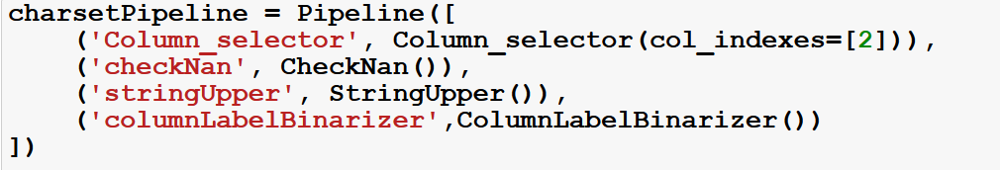 charsetPipeline = Pipeline([
    ('Column_selector', Column_selector(col_indexes=[2])),
    ('checkNan', CheckNan()),
    ('stringUpper', StringUpper()),
    ('columnLabelBinarizer',ColumnLabelBinarizer())
])